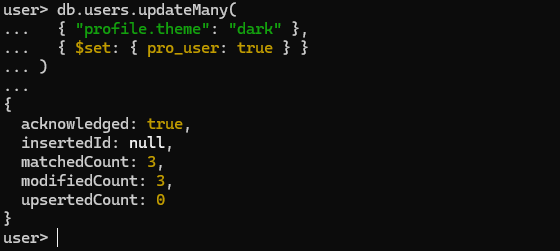 user> db.users.updateMany(
...   { "profile.theme": "dark" },
...   { $set: { pro_user: true } }
... )
...
{
  acknowledged: true,
  insertedId: null,
  matchedCount: 3,
  modifiedCount: 3,
  upsertedCount: 0
}
user>